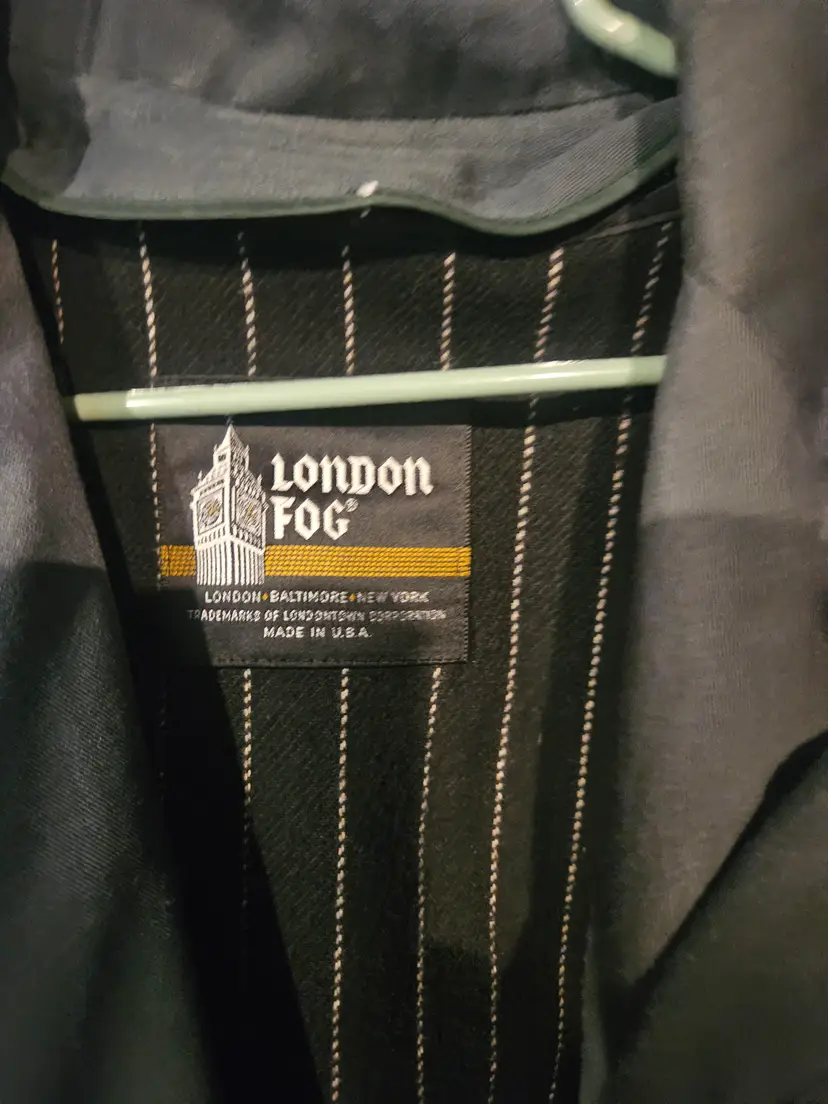 LONDON
FOG®
LONDON♦BALTIMORE♦NEW YORK
TRADEMARKS OF LONDONTOWN CORPORATION
MADE IN U.S.A.